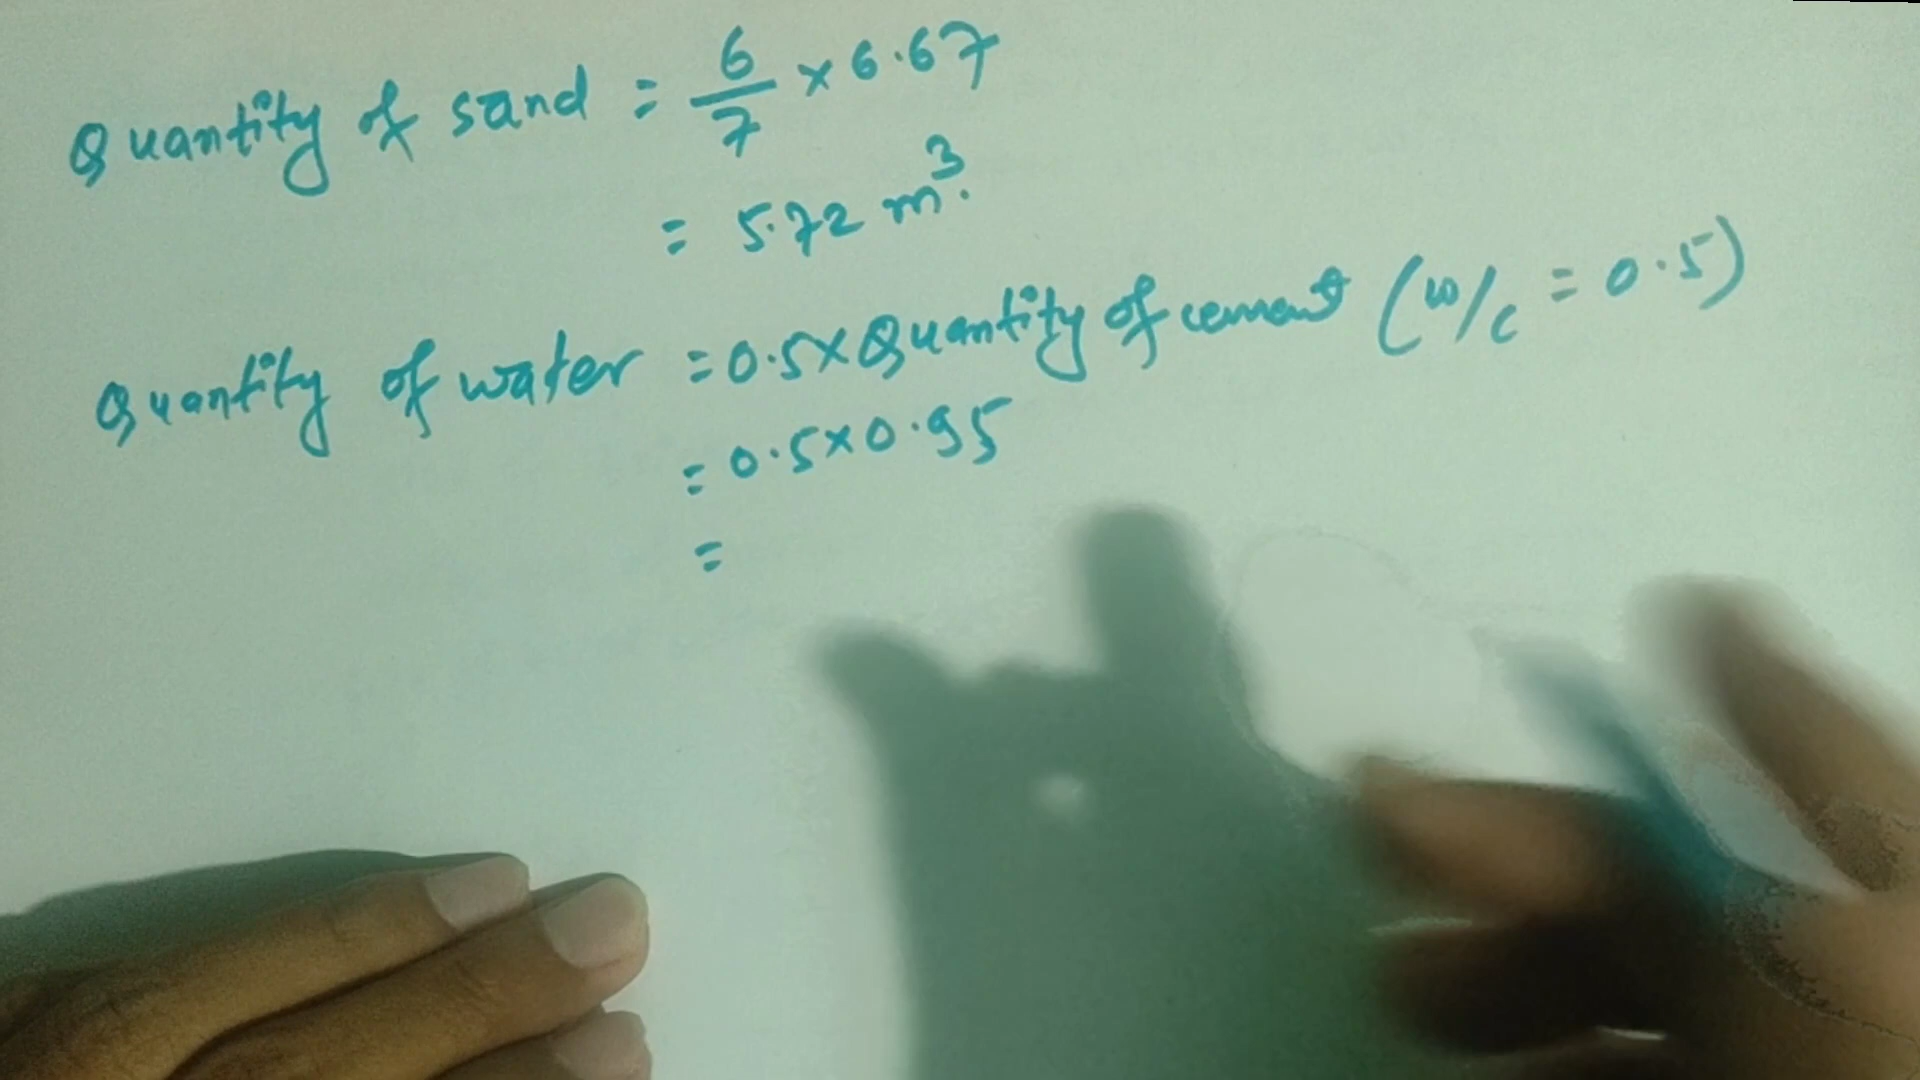 Quantity of sand = 6/7 × 6.67
= 5.72 m³.
Quantity of water = 0.5 × Quantity of cement (w/c = 0.5)
= 0.5 × 0.95
=